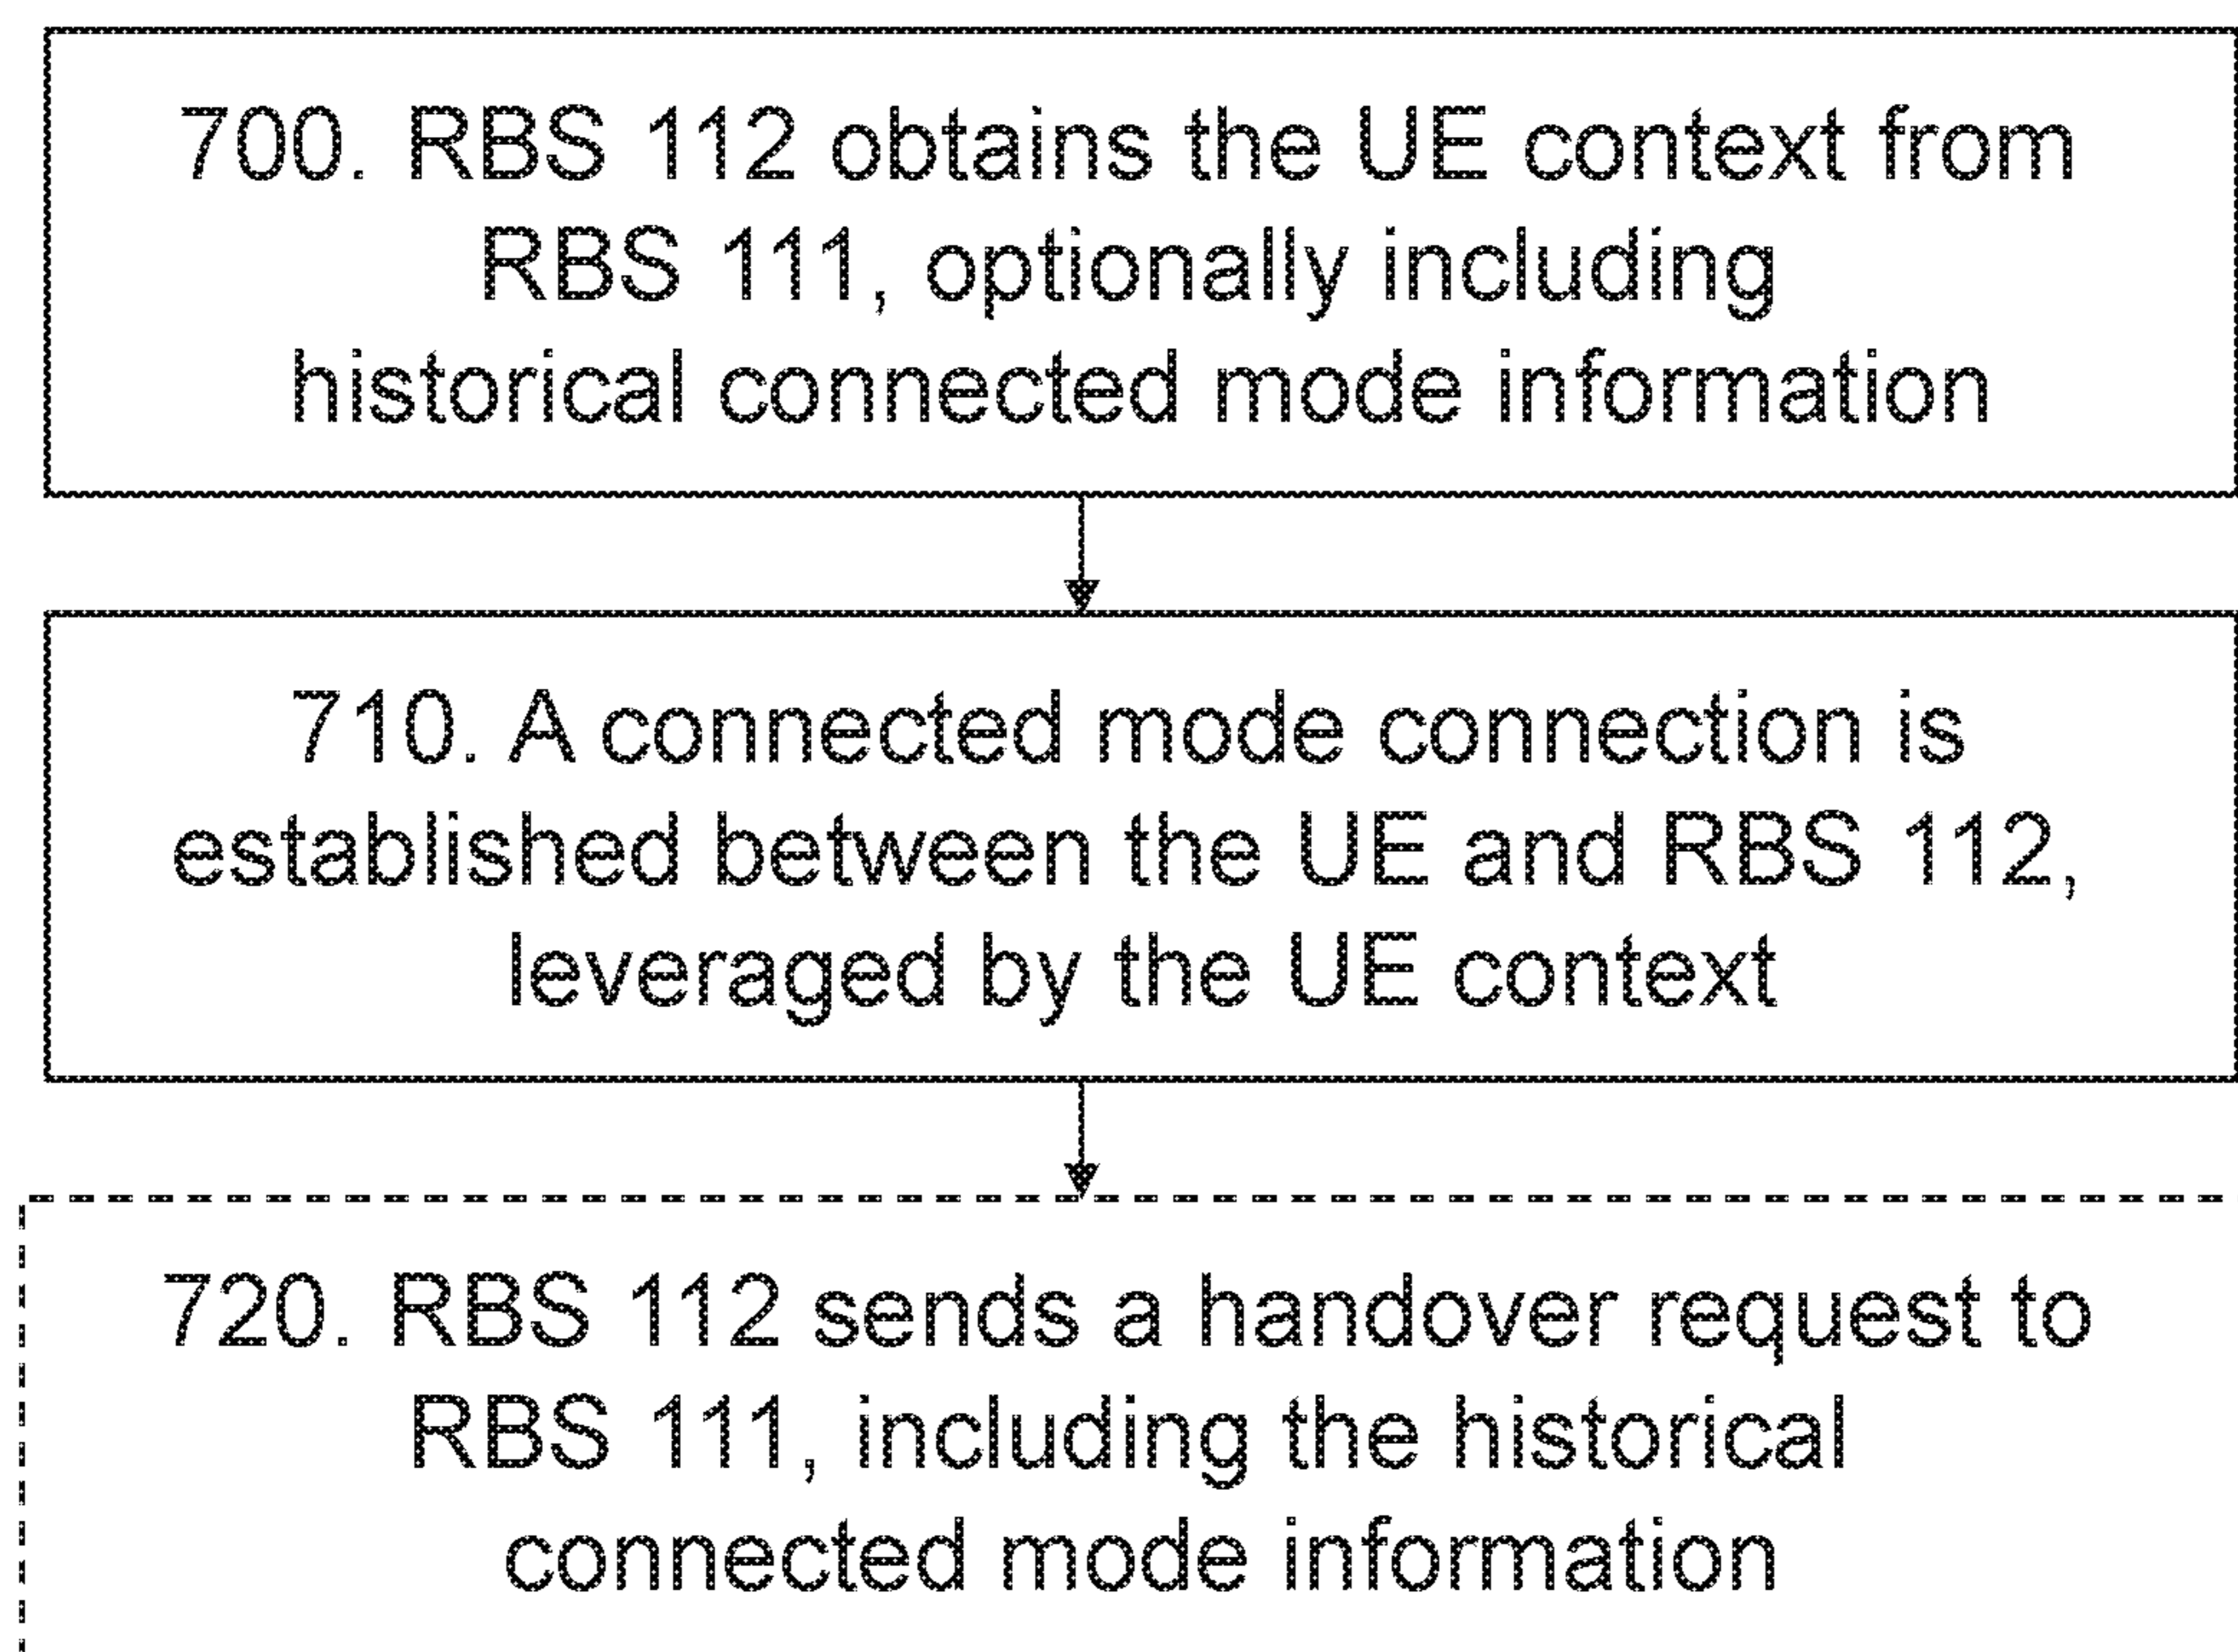 700. RBS 112 obtains the UE context from
RBS 111, optionally including
historical connected mode information
710. A connected mode connection is
established between the UE and RBS 112,
leveraged by the UE context
720. RBS 112 sends a handover request to
RBS 111, including the historical
connected mode information